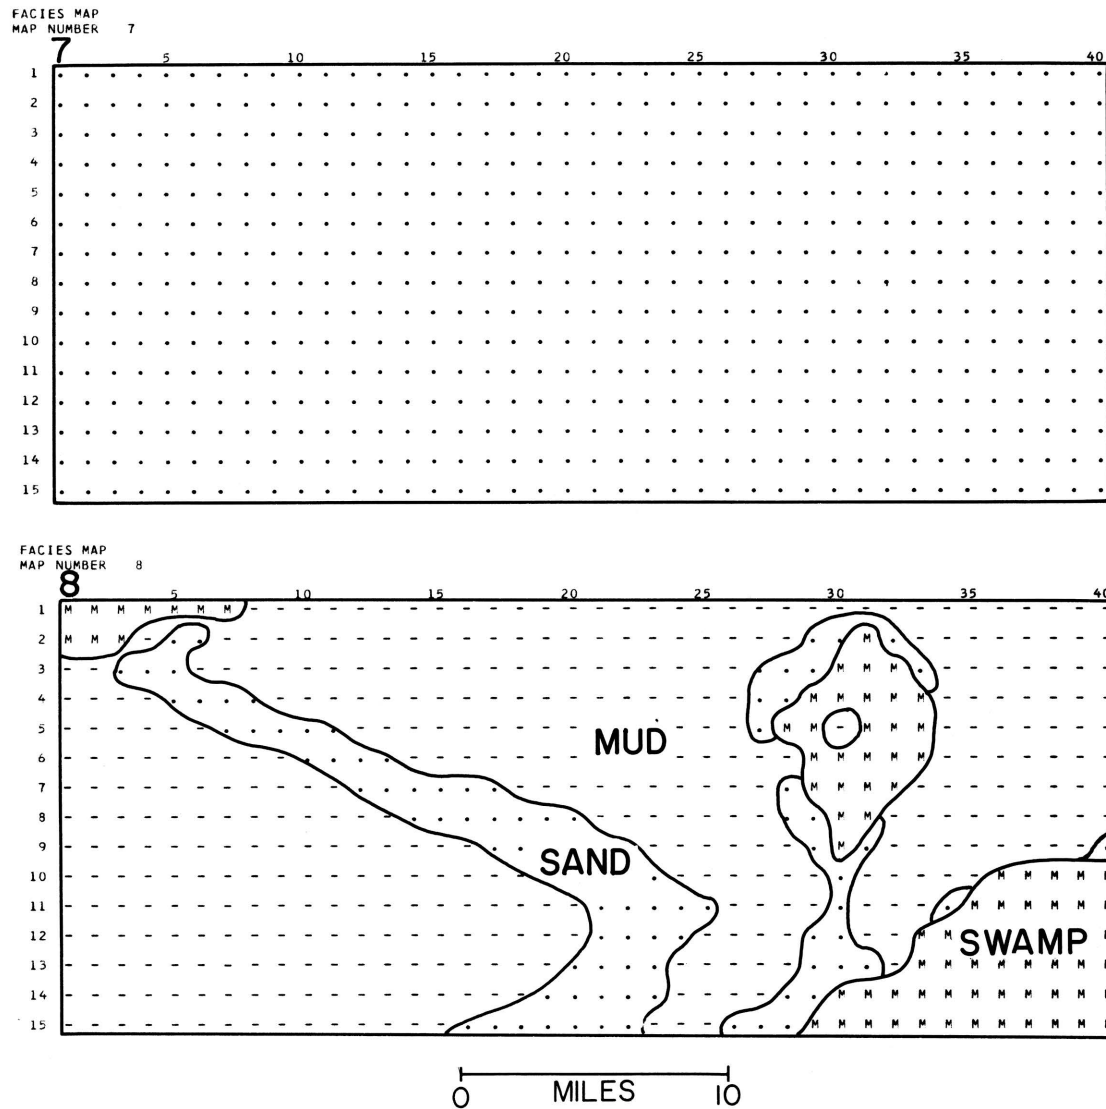 FACIES MAP
MAP NUMBER 7
7
5 10 15 20 25 30 35 40
1
2
3
4
5
6
7
8
9
10
11
12
13
14
15
FACIES MAP
MAP NUMBER 8
8
5 10 15 20 25 30 35 40
1 M M M M M M M
2 M M M M
3 M M M
4 M M M M M
5 M M M M M
MUD
6 M M M M
7 M M M M
8 M M
9 M
SAND
10 M M M M M
11 M M M M M M
12 M M M
SWAMP
13 M M M M M M M M
14 M M M M M M M M M M M
15 M M M M M M M M M M M M
0 MILES 10